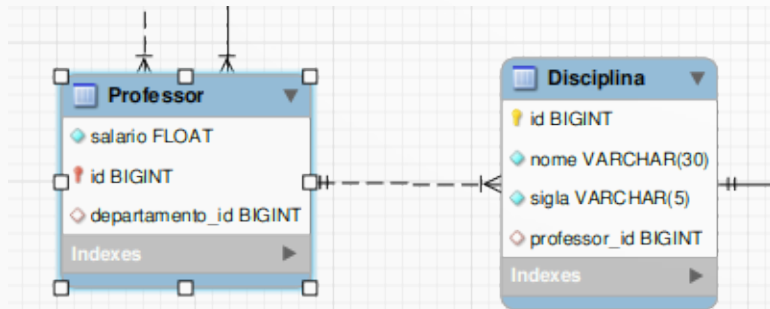 Professor
salario FLOAT
id BIGINT
departamento_id BIGINT
Indexes
Disciplina
id BIGINT
nome VARCHAR(30)
sigla VARCHAR(5)
professor_id BIGINT
Indexes